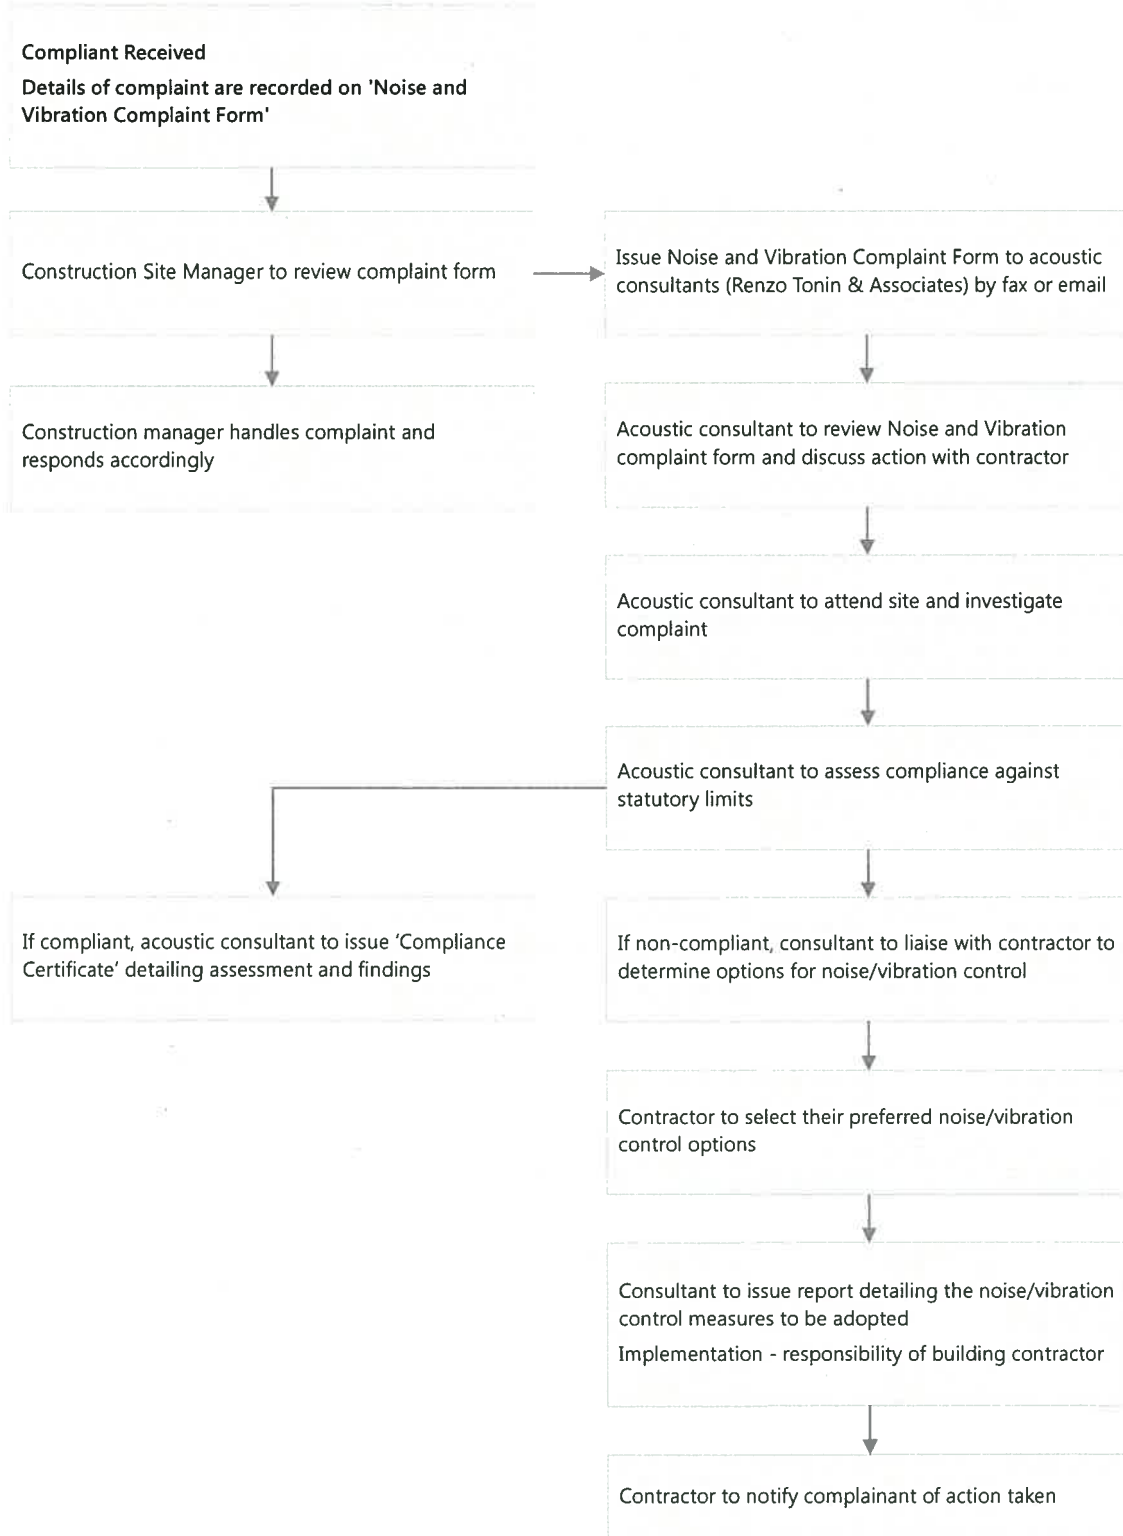 Compliant Received
Details of complaint are recorded on 'Noise and
Vibration Complaint Form'
Construction Site Manager to review complaint form
Issue Noise and Vibration Complaint Form to acoustic
consultants (Renzo Tonin & Associates) by fax or email
Construction manager handles complaint and
responds accordingly
Acoustic consultant to review Noise and Vibration
complaint form and discuss action with contractor
Acoustic consultant to attend site and investigate
complaint
Acoustic consultant to assess compliance against
statutory limits
If compliant, acoustic consultant to issue ‘Compliance
Certificate’ detailing assessment and findings
If non-compliant, consultant to liaise with contractor to
determine options for noise/vibration control
Contractor to select their preferred noise/vibration
control options
Consultant to issue report detailing the noise/vibration
control measures to be adopted
Implementation - responsibility of building contractor
Contractor to notify complainant of action taken